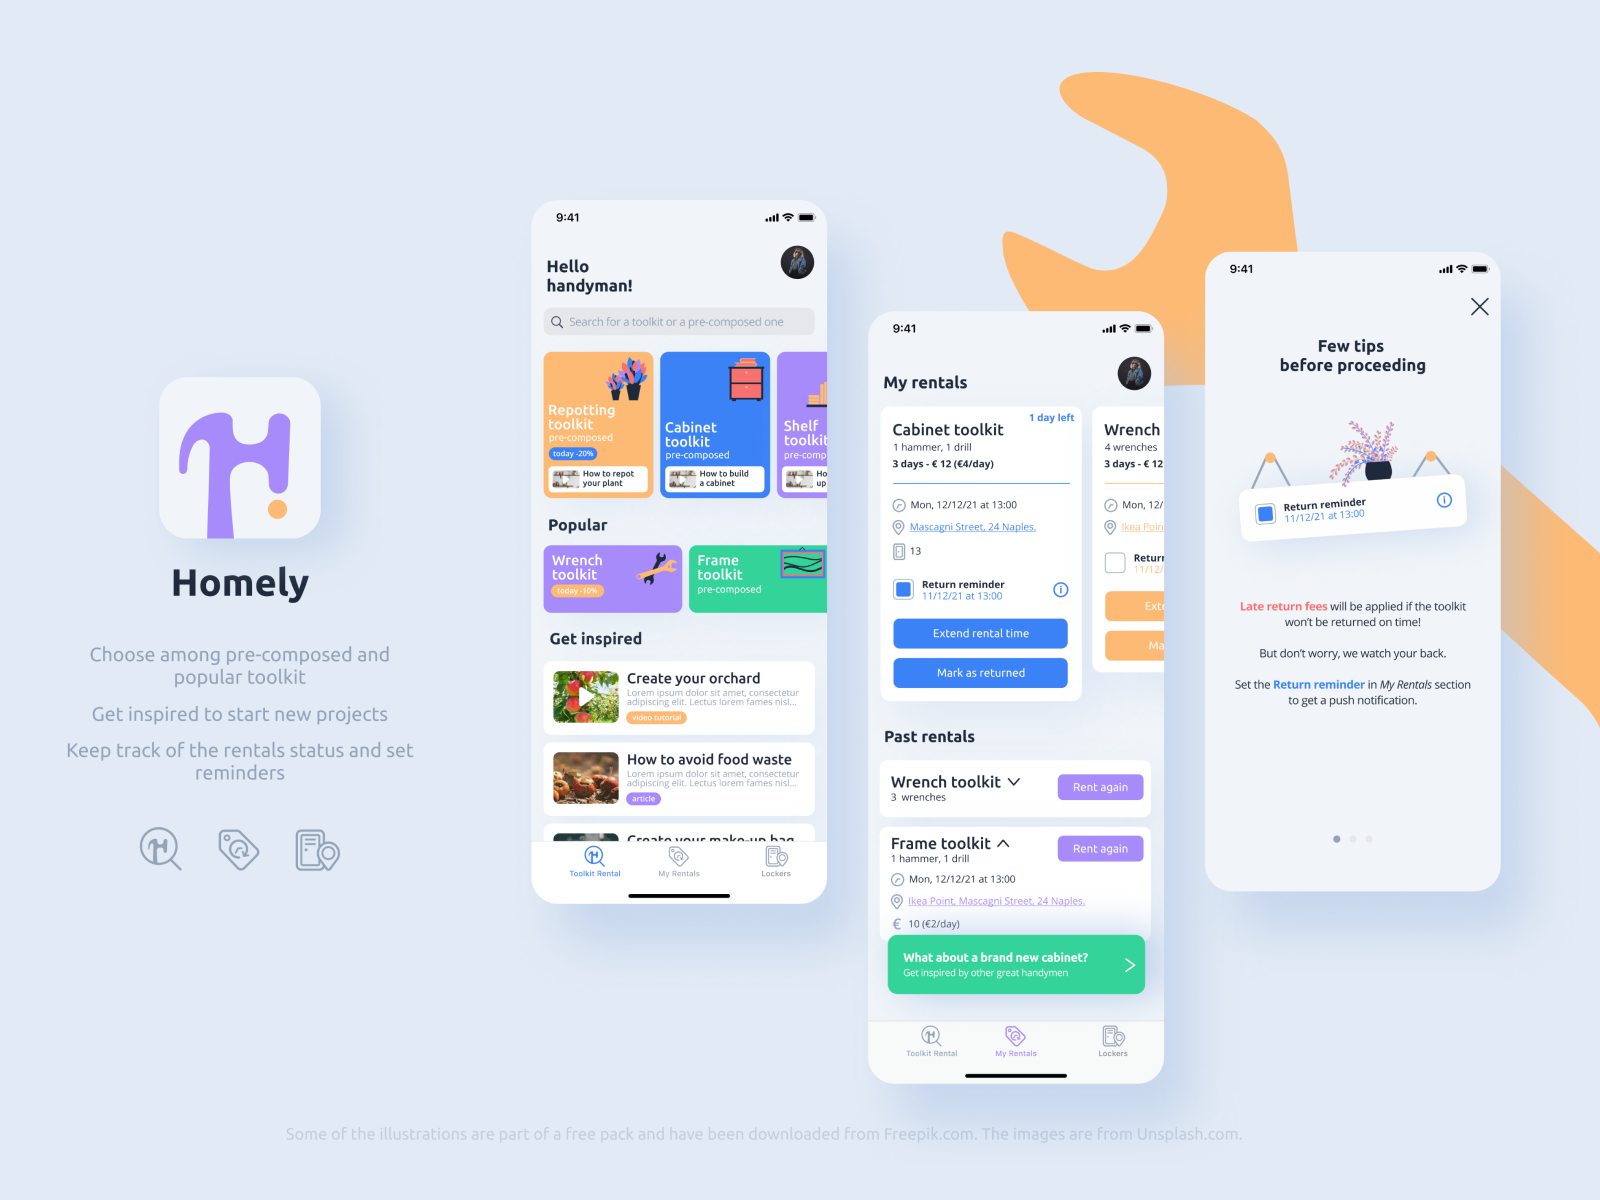 Homely
Choose among pre-composed and
popular toolkit
Get inspired to start new projects
Keep track of the rentals status and set
reminders
9:41
Hello
handyman!
Search for a toolkit or a pre-composed one
Repotting
toolkit
pre-composed
today -20%
How to repot
your plant
Cabinet
toolkit
pre-composed
How to build
a cabinet
Shelf
toolkit
pre-comp
Ho
up
Popular
Wrench
toolkit
today -10%
Frame
toolkit
pre-composed
Get inspired
Create your orchard
Lorem ipsum dolor sit amet, consectetur
adipiscing elit. Lectus lorem fames nisl...
video tutorial
How to avoid food waste
Lorem ipsum dolor sit amet, consectetur
adipiscing elit. Lectus lorem fames nisl...
article
Create your make-up bag
Toolkit Rental
My Rentals
Lockers
9:41
My rentals
1 day left
Cabinet toolkit
1 hammer, 1 drill
3 days - € 12 (€4/day)
Mon, 12/12/21 at 13:00
Mascagni Street, 24 Naples.
13
Return reminder
11/12/21 at 13:00
Extend rental time
Mark as returned
Wrench
4 wrenches
3 days - € 12
Mon, 12/
Ikea Poin
Return
11/12/
Exte
Ma
Past rentals
Wrench toolkit
3 wrenches
Rent again
Frame toolkit
1 hammer, 1 drill
Rent again
Mon, 12/12/21 at 13:00
Ikea Point, Mascagni Street, 24 Naples.
€ 10 (€2/day)
What about a brand new cabinet?
Get inspired by other great handymen
Toolkit Rental
My Rentals
Lockers
9:41
Few tips
before proceeding
Return reminder
11/12/21 at 13:00
Late return fees will be applied if the toolkit
won't be returned on time!
But don't worry, we watch your back.
Set the Return reminder in My Rentals section
to get a push notification.
Some of the illustrations are part of a free pack and have been downloaded from Freepik.com. The images are from Unsplash.com.